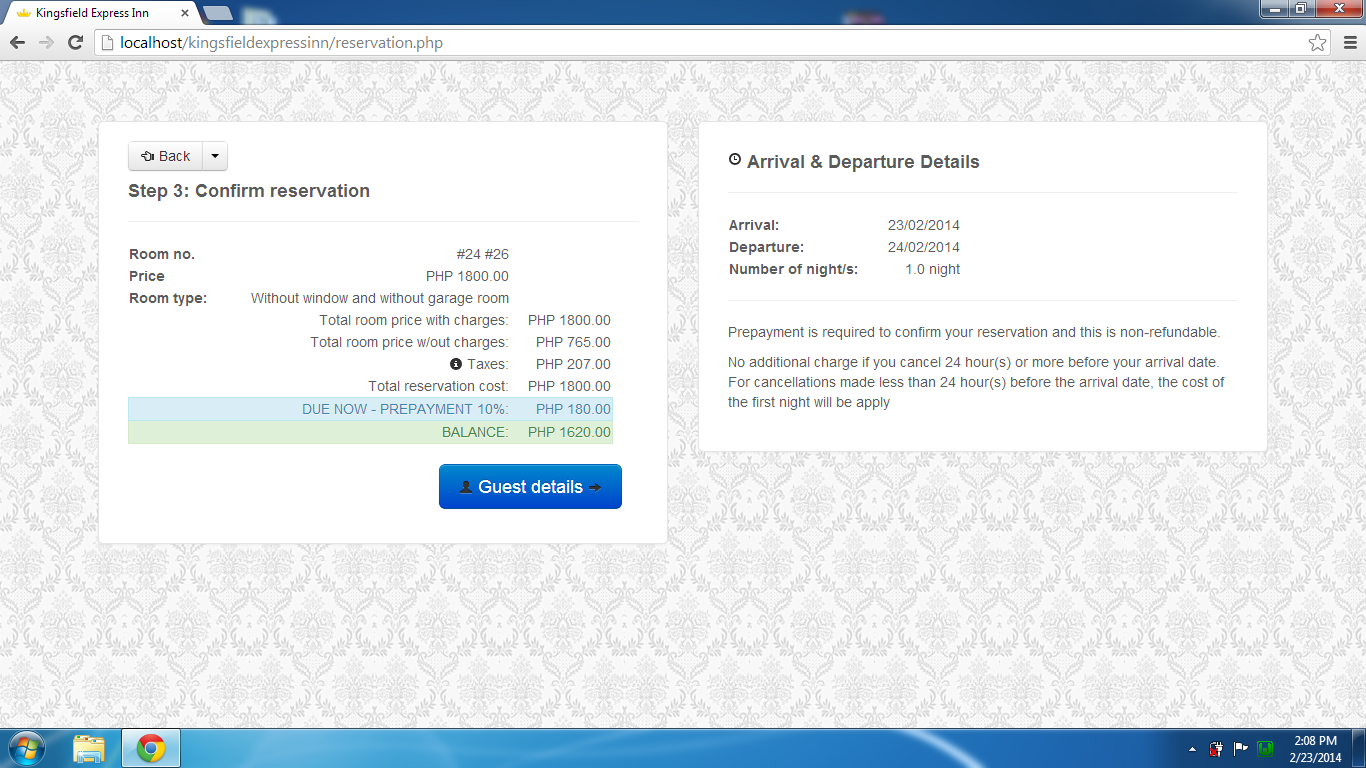 Kingsfield Express Inn
localhost/kingsfieldexpressinn/reservation.php
Back
Step 3: Confirm reservation
Room no. #24 #26
Price PHP 1800.00
Room type: Without window and without garage room
Total room price with charges: PHP 1800.00
Total room price w/out charges: PHP 765.00
Taxes: PHP 207.00
Total reservation cost: PHP 1800.00
DUE NOW - PREPAYMENT 10%: PHP 180.00
BALANCE: PHP 1620.00
Guest details
Arrival & Departure Details
Arrival: 23/02/2014
Departure: 24/02/2014
Number of night/s: 1.0 night
Prepayment is required to confirm your reservation and this is non-refundable.
No additional charge if you cancel 24 hour(s) or more before your arrival date.
For cancellations made less than 24 hour(s) before the arrival date, the cost of
the first night will be apply
2:08 PM
2/23/2014